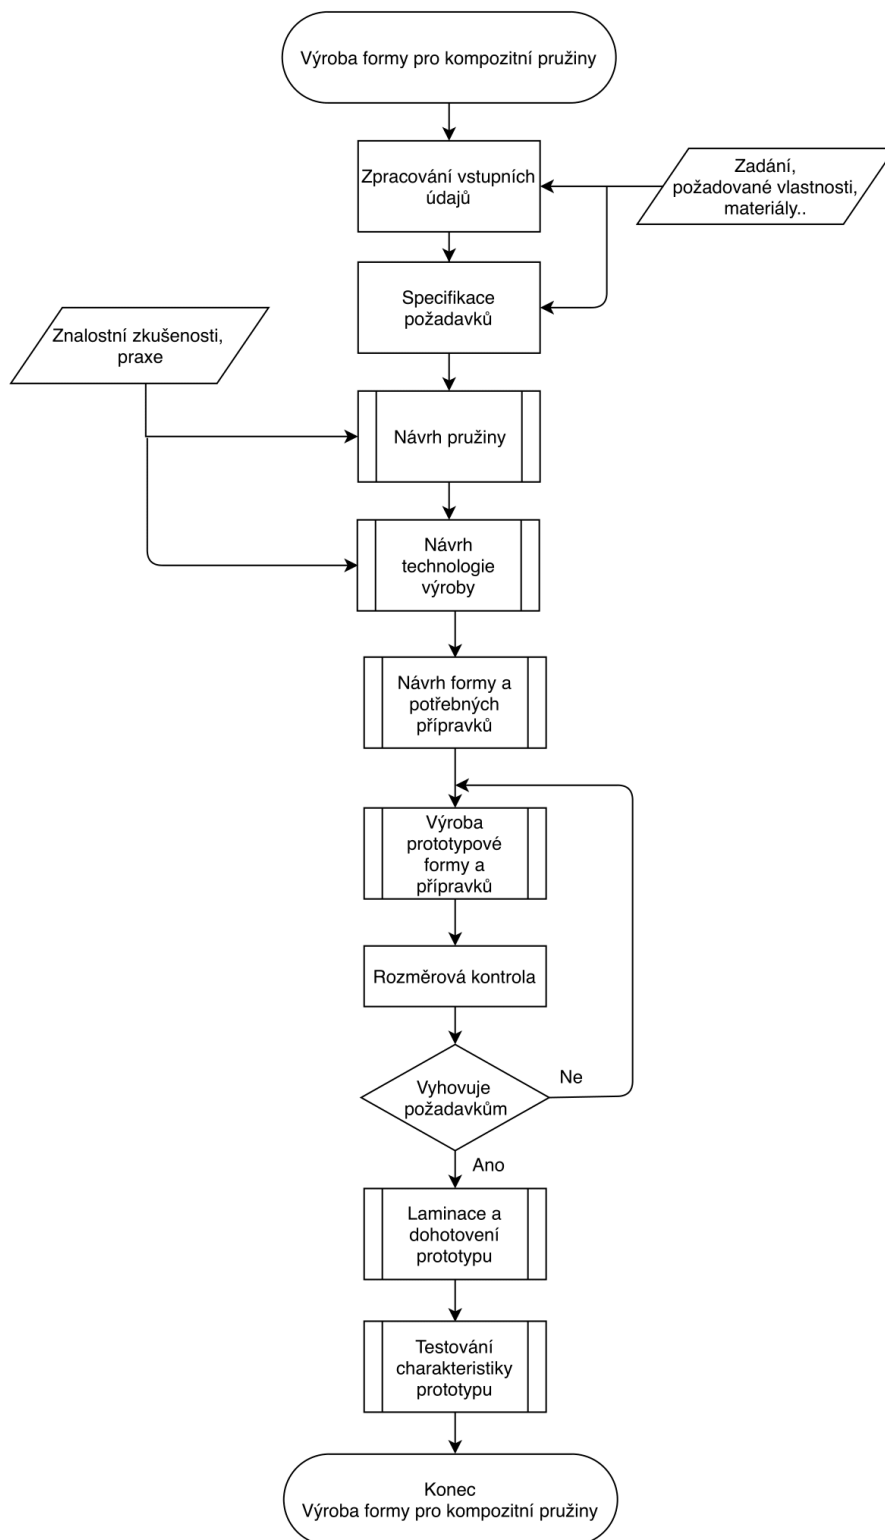 Výroba formy pro kompozitní pružiny
Zpracování vstupních
údajů
Zadání,
požadované vlastnosti,
materiály..
Specifikace
požadavků
Znalostní zkušenosti,
praxe
Návrh pružiny
Návrh
technologie
výroby
Návrh formy a
potřebných
přípravků
Výroba
prototypové
formy a
přípravků
Rozměrová kontrola
Vyhovuje
požadavkům
Ne
Ano
Laminace a
dohotovení
prototypu
Testování
charakteristiky
prototypu
Konec
Výroba formy pro kompozitní pružiny